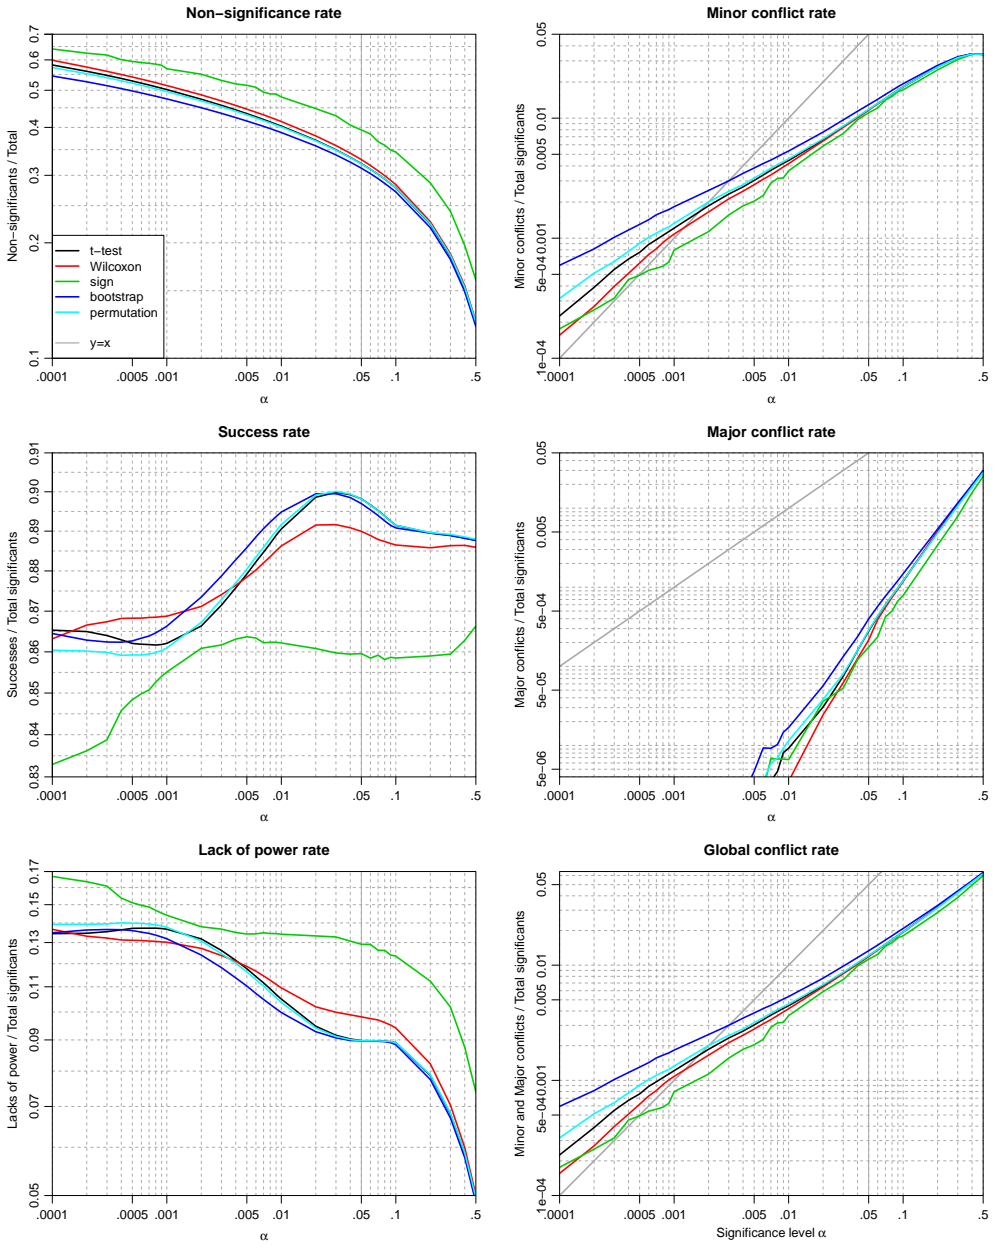 Non−significance rate
Non−significants / Total
0.7
0.6
0.5
0.4
0.3
0.2
0.1
t−test
Wilcoxon
sign
bootstrap
permutation
y=x
.0001 .0005 .001 .005 .01 .05 .1 .5
α
Minor conflict rate
Minor conflicts / Total significants
0.05
0.01
0.005
0.001
5e−04
1e−04
.0001 .0005 .001 .005 .01 .05 .1 .5
α
Success rate
Successes / Total significants
0.91
0.90
0.89
0.88
0.87
0.86
0.85
0.84
0.83
.0001 .0005 .001 .005 .01 .05 .1 .5
α
Major conflict rate
Major conflicts / Total significants
0.05
0.005
5e−04
5e−05
5e−06
.0001 .0005 .001 .005 .01 .05 .1 .5
α
Lack of power rate
Lacks of power / Total significants
0.17
0.15
0.13
0.11
0.09
0.07
0.05
.0001 .0005 .001 .005 .01 .05 .1 .5
α
Global conflict rate
Minor and Major conflicts / Total significants
0.05
0.01
0.005
0.001
5e−04
1e−04
.0001 .0005 .001 .005 .01 .05 .1 .5
Significance level α